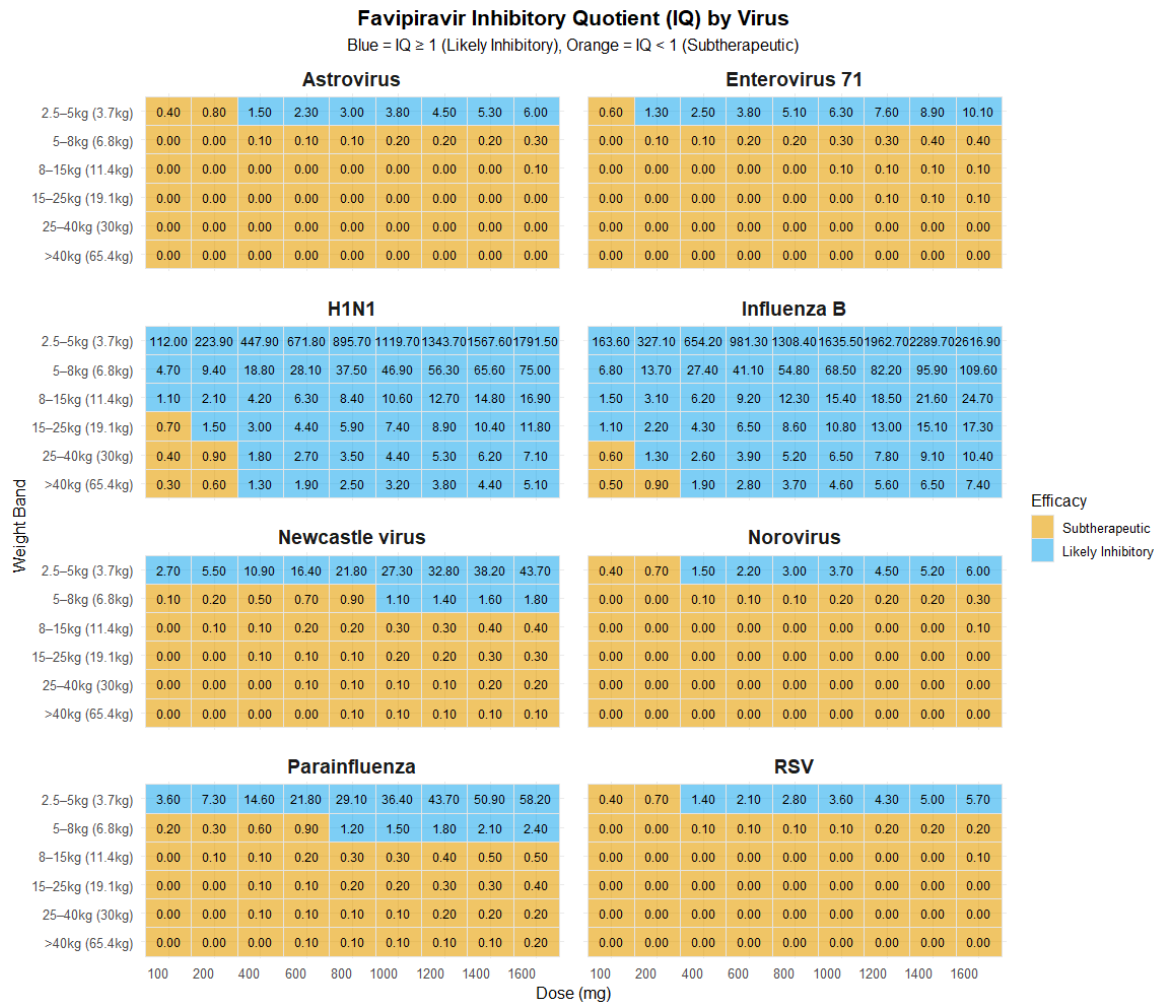 Favipiravir Inhibitory Quotient (IQ) by Virus
Blue = IQ ≥ 1 (Likely Inhibitory), Orange = IQ < 1 (Subtherapeutic)
Astrovirus
2.5–5kg (3.7kg) 0.40 0.80 1.50 2.30 3.00 3.80 4.50 5.30 6.00
5–8kg (6.8kg) 0.00 0.00 0.10 0.10 0.10 0.20 0.20 0.20 0.30
8–15kg (11.4kg) 0.00 0.00 0.00 0.00 0.00 0.00 0.00 0.00 0.10
15–25kg (19.1kg) 0.00 0.00 0.00 0.00 0.00 0.00 0.00 0.00 0.00
25–40kg (30kg) 0.00 0.00 0.00 0.00 0.00 0.00 0.00 0.00 0.00
>40kg (65.4kg) 0.00 0.00 0.00 0.00 0.00 0.00 0.00 0.00 0.00
Enterovirus 71
0.60 1.30 2.50 3.80 5.10 6.30 7.60 8.90 10.10
0.00 0.10 0.10 0.20 0.20 0.30 0.30 0.40 0.40
0.00 0.00 0.00 0.00 0.00 0.10 0.10 0.10 0.10
0.00 0.00 0.00 0.00 0.00 0.00 0.10 0.10 0.10
0.00 0.00 0.00 0.00 0.00 0.00 0.00 0.00 0.00
0.00 0.00 0.00 0.00 0.00 0.00 0.00 0.00 0.00
H1N1
2.5–5kg (3.7kg) 112.00 223.90 447.90 671.80 895.70 1119.70 1343.70 1567.60 1791.50
5–8kg (6.8kg) 4.70 9.40 18.80 28.10 37.50 46.90 56.30 65.60 75.00
8–15kg (11.4kg) 1.10 2.10 4.20 6.30 8.40 10.60 12.70 14.80 16.90
15–25kg (19.1kg) 0.70 1.50 3.00 4.40 5.90 7.40 8.90 10.40 11.80
25–40kg (30kg) 0.40 0.90 1.80 2.70 3.50 4.40 5.30 6.20 7.10
>40kg (65.4kg) 0.30 0.60 1.30 1.90 2.50 3.20 3.80 4.40 5.10
Influenza B
163.60 327.10 654.20 981.30 1308.40 1635.50 1962.70 2289.70 2616.90
6.80 13.70 27.40 41.10 54.80 68.50 82.20 95.90 109.60
1.50 3.10 6.20 9.20 12.30 15.40 18.50 21.60 24.70
1.10 2.20 4.30 6.50 8.60 10.80 13.00 15.10 17.30
0.60 1.30 2.60 3.90 5.20 6.50 7.80 9.10 10.40
0.50 0.90 1.90 2.80 3.70 4.60 5.60 6.50 7.40
Newcastle virus
2.5–5kg (3.7kg) 2.70 5.50 10.90 16.40 21.80 27.30 32.80 38.20 43.70
5–8kg (6.8kg) 0.10 0.20 0.50 0.70 0.90 1.10 1.40 1.60 1.80
8–15kg (11.4kg) 0.00 0.10 0.10 0.20 0.20 0.30 0.30 0.40 0.40
15–25kg (19.1kg) 0.00 0.00 0.10 0.10 0.10 0.20 0.20 0.30 0.30
25–40kg (30kg) 0.00 0.00 0.00 0.10 0.10 0.10 0.10 0.20 0.20
>40kg (65.4kg) 0.00 0.00 0.00 0.00 0.10 0.10 0.10 0.10 0.10
Norovirus
0.40 0.70 1.50 2.20 3.00 3.70 4.50 5.20 6.00
0.00 0.00 0.10 0.10 0.10 0.20 0.20 0.20 0.30
0.00 0.00 0.00 0.00 0.00 0.00 0.00 0.00 0.10
0.00 0.00 0.00 0.00 0.00 0.00 0.00 0.00 0.00
0.00 0.00 0.00 0.00 0.00 0.00 0.00 0.00 0.00
0.00 0.00 0.00 0.00 0.00 0.00 0.00 0.00 0.00
Parainfluenza
2.5–5kg (3.7kg) 3.60 7.30 14.60 21.80 29.10 36.40 43.70 50.90 58.20
5–8kg (6.8kg) 0.20 0.30 0.60 0.90 1.20 1.50 1.80 2.10 2.40
8–15kg (11.4kg) 0.00 0.10 0.10 0.20 0.30 0.30 0.40 0.50 0.50
15–25kg (19.1kg) 0.00 0.00 0.10 0.10 0.20 0.20 0.30 0.30 0.40
25–40kg (30kg) 0.00 0.00 0.10 0.10 0.10 0.10 0.20 0.20 0.20
>40kg (65.4kg) 0.00 0.00 0.00 0.10 0.10 0.10 0.10 0.10 0.20
100 200 400 600 800 1000 1200 1400 1600
RSV
0.40 0.70 1.40 2.10 2.80 3.60 4.30 5.00 5.70
0.00 0.00 0.10 0.10 0.10 0.10 0.20 0.20 0.20
0.00 0.00 0.00 0.00 0.00 0.00 0.00 0.00 0.10
0.00 0.00 0.00 0.00 0.00 0.00 0.00 0.00 0.00
0.00 0.00 0.00 0.00 0.00 0.00 0.00 0.00 0.00
0.00 0.00 0.00 0.00 0.00 0.00 0.00 0.00 0.00
100 200 400 600 800 1000 1200 1400 1600
Weight Band
Dose (mg)
Efficacy
Subtherapeutic
Likely Inhibitory